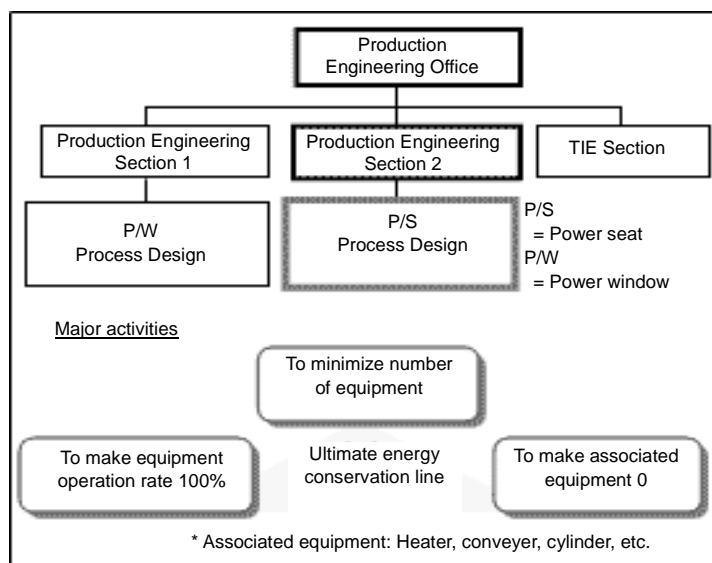 Production
Engineering Office
Production Engineering
Section 1
Production Engineering
Section 2
TIE Section
P/W
Process Design
P/S
Process Design
P/S
= Power seat
P/W
= Power window
Major activities
To minimize number
of equipment
To make equipment
operation rate 100%
Ultimate energy
conservation line
To make associated
equipment 0
* Associated equipment: Heater, conveyer, cylinder, etc.